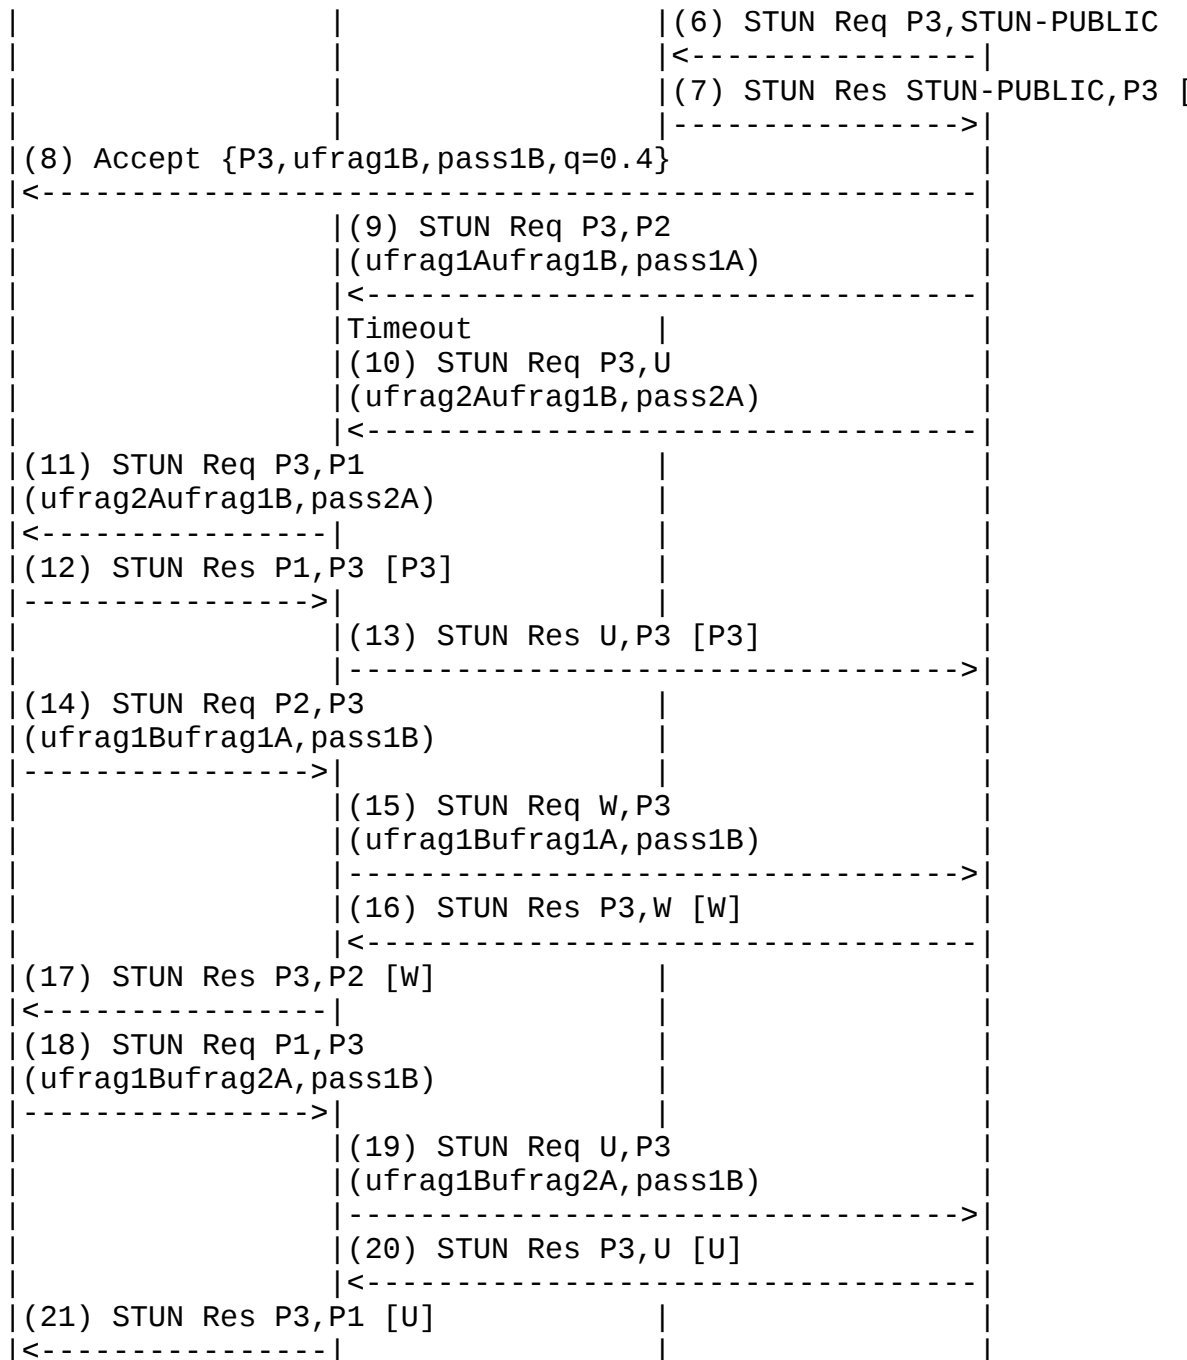 |                 |                 |(6) STUN Req P3,STUN-PUBLIC
|                 |                 |<----------------|
|                 |                 |(7) STUN Res STUN-PUBLIC,P3 [
|                 |                 |---------------->|
|(8) Accept {P3,ufrag1B,pass1B,q=0.4}                 |
|<----------------------------------------------------|
|                 |(9) STUN Req P3,P2                 |
|                 |(ufrag1Aufrag1B,pass1A)            |
|                 |<----------------------------------|
|                 |Timeout          |                 |
|                 |(10) STUN Req P3,U                 |
|                 |(ufrag2Aufrag1B,pass2A)            |
|                 |<----------------------------------|
|(11) STUN Req P3,P1                |                 |
|(ufrag2Aufrag1B,pass2A)            |                 |
|<----------------|                 |                 |
|(12) STUN Res P1,P3 [P3]           |                 |
|---------------->|                 |                 |
|                 |(13) STUN Res U,P3 [P3]            |
|                 |---------------------------------->|
|(14) STUN Req P2,P3                |                 |
|(ufrag1Bufrag1A,pass1B)            |                 |
|---------------->|                 |                 |
|                 |(15) STUN Req W,P3                 |
|                 |(ufrag1Bufrag1A,pass1B)            |
|                 |---------------------------------->|
|                 |(16) STUN Res P3,W [W]             |
|                 |<----------------------------------|
|(17) STUN Res P3,P2 [W]            |                 |
|<----------------|                 |                 |
|(18) STUN Req P1,P3                |                 |
|(ufrag1Bufrag2A,pass1B)            |                 |
|---------------->|                 |                 |
|                 |(19) STUN Req U,P3                 |
|                 |(ufrag1Bufrag2A,pass1B)            |
|                 |---------------------------------->|
|                 |(20) STUN Res P3,U [U]             |
|                 |<----------------------------------|
|(21) STUN Res P3,P1 [U]            |                 |
|<----------------|                 |                 |